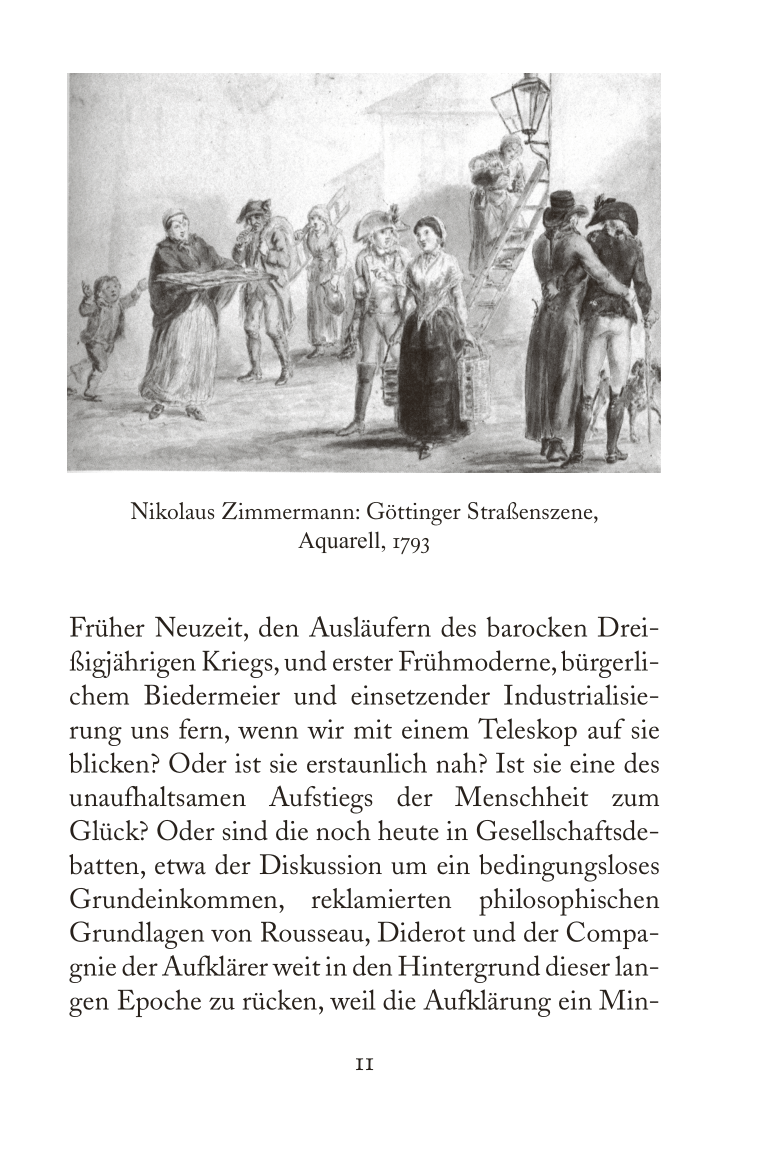 Nikolaus Zimmermann: Göttinger Straßenszene,
Aquarell, 1793
Früher Neuzeit, den Ausläufern des barocken Drei-
ßigjährigen Kriegs, und erster Frühmoderne, bürgerli-
chem Biedermeier und einsetzender Industrialisie-
rung uns fern, wenn wir mit einem Teleskop auf sie
blicken? Oder ist sie erstaunlich nah? Ist sie eine des
unaufhaltsamen Aufstiegs der Menschheit zum
Glück? Oder sind die noch heute in Gesellschaftsde-
batten, etwa der Diskussion um ein bedingungsloses
Grundeinkommen, reklamierten philosophischen
Grundlagen von Rousseau, Diderot und der Compa-
gnie der Aufklärer weit in den Hintergrund dieser lan-
gen Epoche zu rücken, weil die Aufklärung ein Min-
11